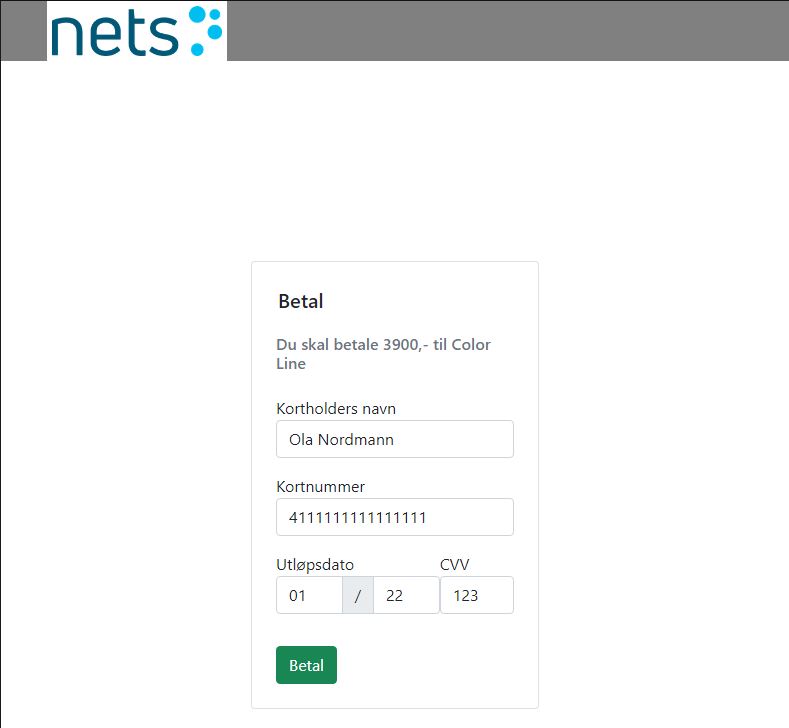 nets
Betal
Du skal betale 3900,- til Color
Line
Kortholders navn
Ola Nordmann
Kortnummer
4111111111111111
Utløpsdato CVV
01 / 22 123
Betal